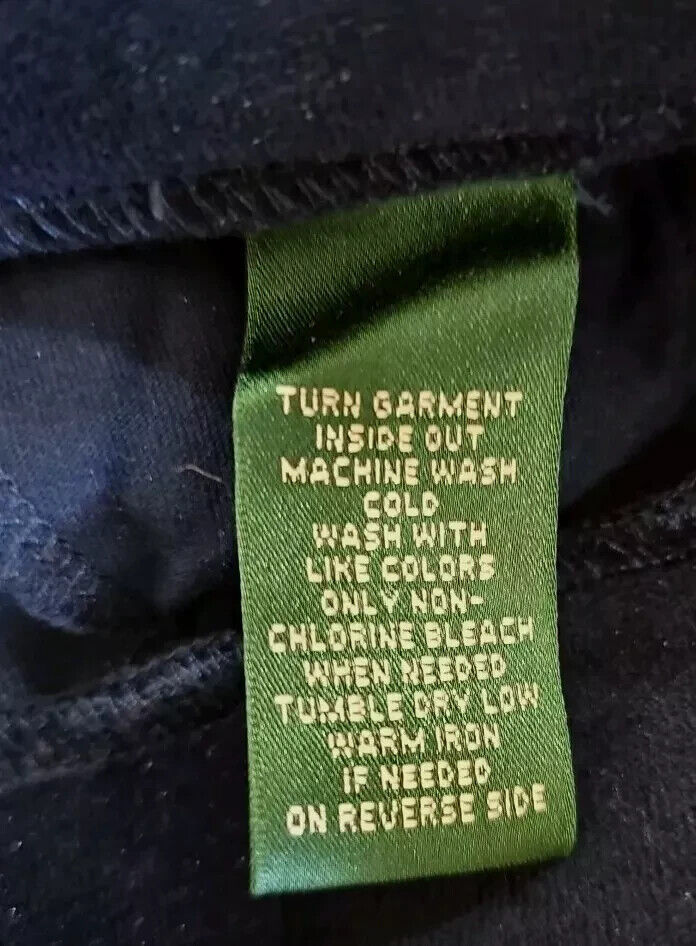 TURN GARMENT
INSIDE OUT
MACHINE WASH
COLD
WASH WITH
LIKE COLORS
ONLY NON-
CHLORINE BLEACH
WHEN NEEDED
TUMBLE DRY LOW
WARM IRON
IF NEEDED
ON REVERSE SIDE